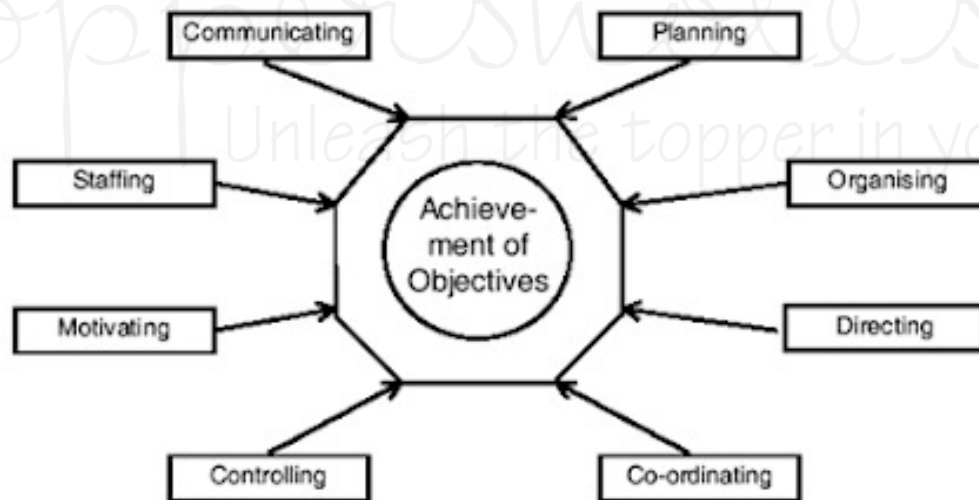 Communicating
Planning
Unleash the topper in yo
Staffing
Organising
Achieve-
ment of
Objectives
Motivating
Directing
Controlling
Co-ordinating